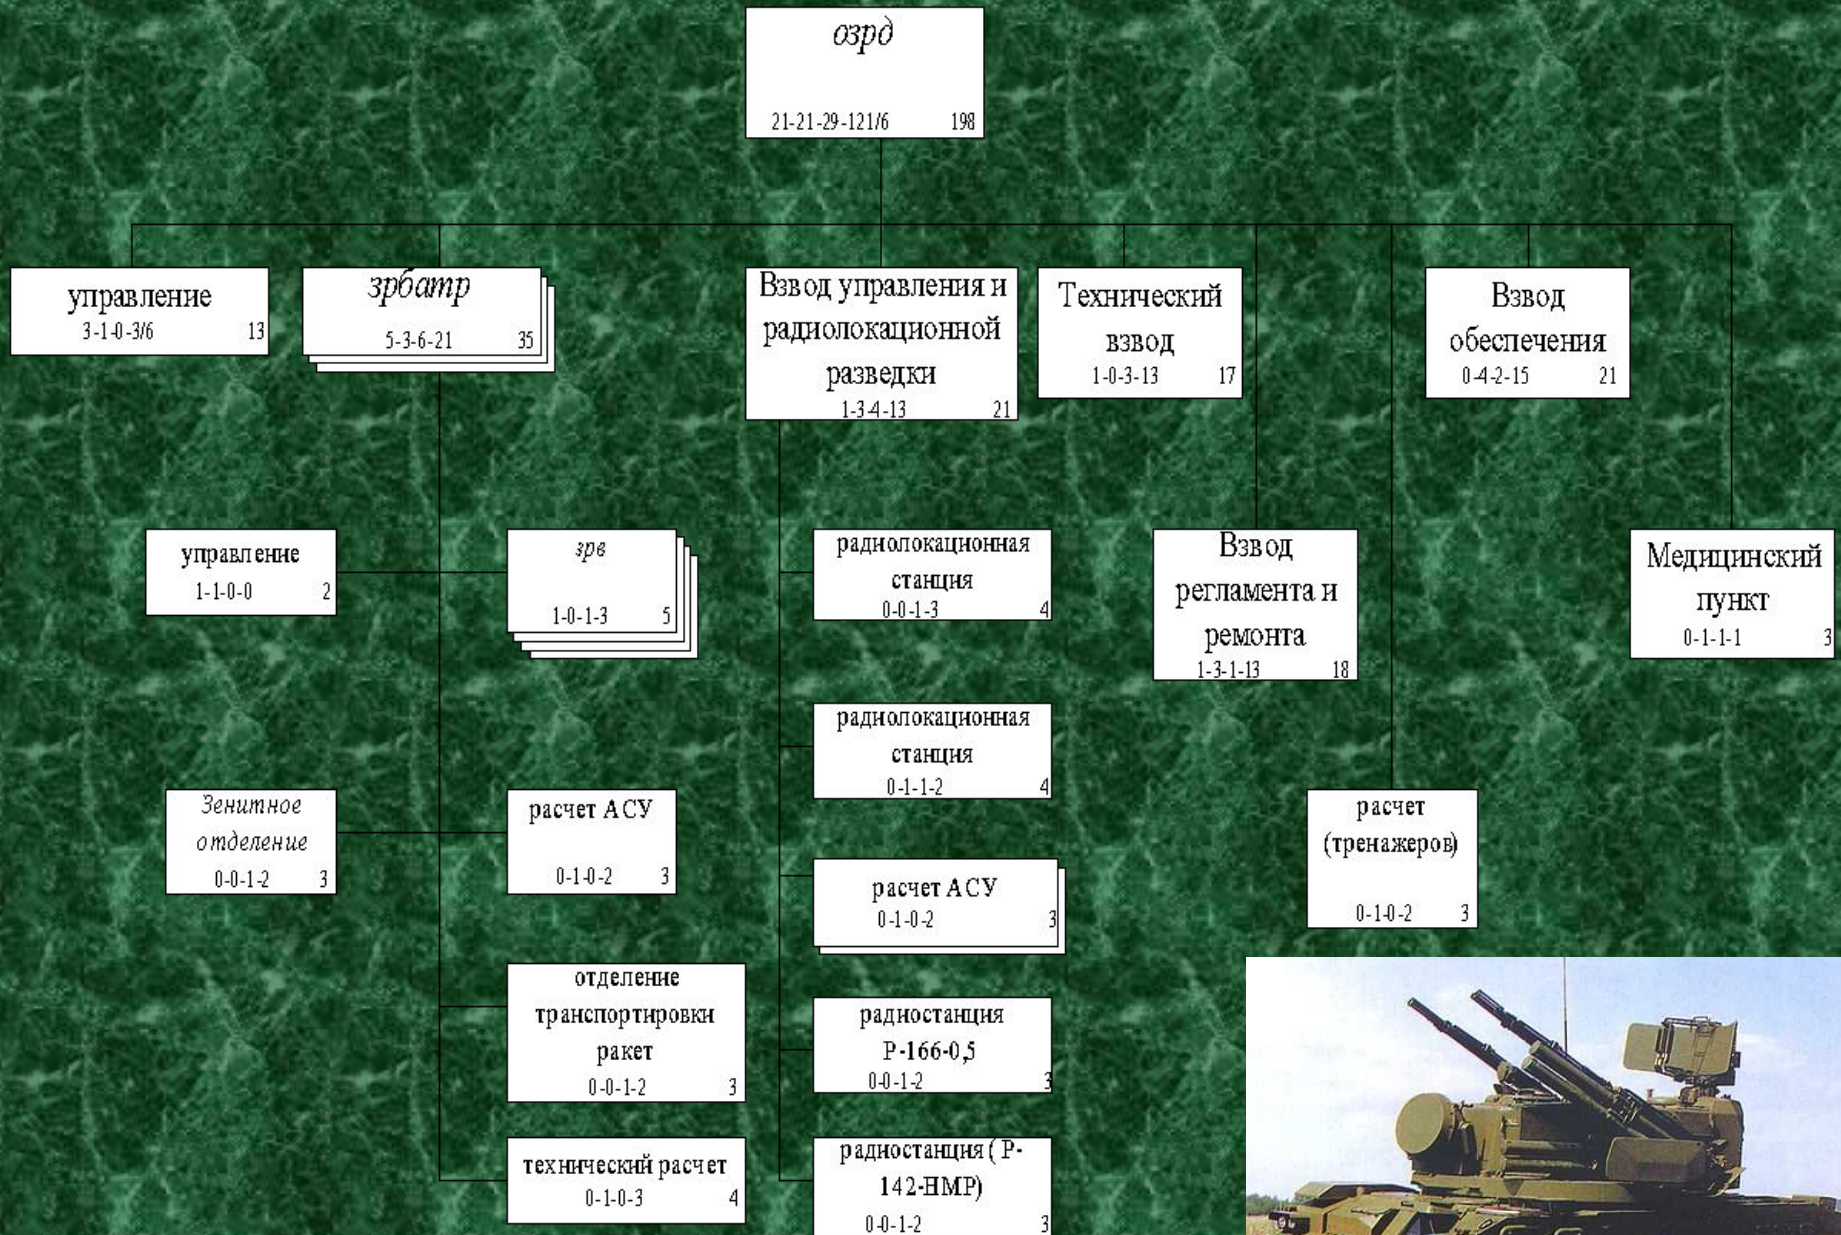 озрд
21-21-29-121/6 198
управление
3-1-0-3/6 13
зрбатр
5-3-6-21 35
Взвод управления и
радиолокационной
разведки
1-3-4-13 21
Технический
взвод
1-0-3-13 17
Взвод
обеспечения
0-4-2-15 21
управление
1-1-0-0 2
зрв
1-0-1-3 5
радиолокационная
станция
0-0-1-3 4
Взвод
регламента и
ремонта
1-3-1-13 18
Медицинский
пункт
0-1-1-1 3
радиолокационная
станция
0-1-1-2 4
Зенитное
отделение
0-0-1-2 3
расчет АСУ
0-1-0-2 3
расчет АСУ
0-1-0-2 3
расчет
(тренажеров)
0-1-0-2 3
отделение
транспортировки
ракет
0-0-1-2 3
радиостанция
Р-166-0,5
0-0-1-2 3
технический расчет
0-1-0-3 4
радиостанция ( Р-
142-НМР)
0-0-1-2 3